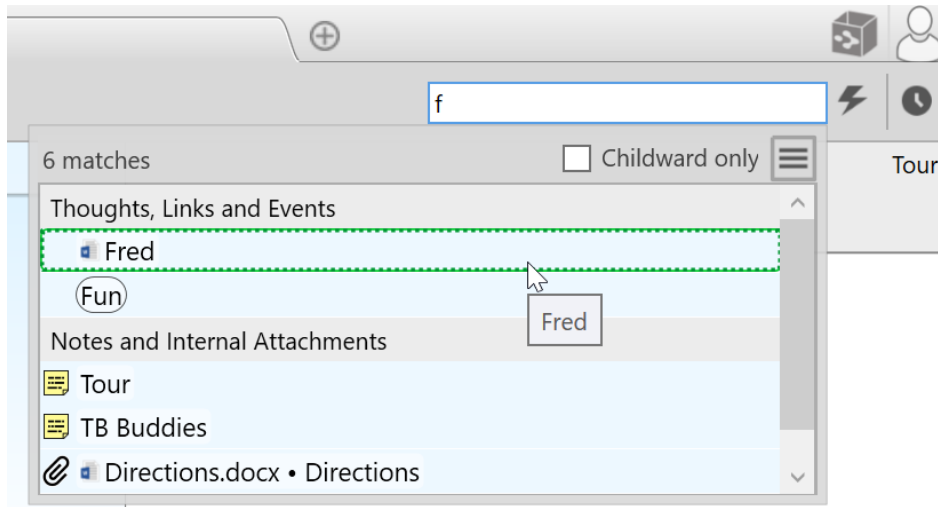 f
6 matches
Childward only
Tour
Thoughts, Links and Events
Fred
Fun
Fred
Notes and Internal Attachments
Tour
TB Buddies
Directions.docx • Directions